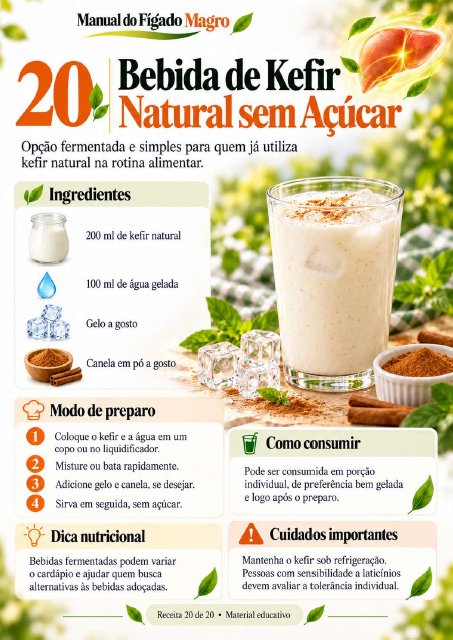 Manual do Fígado Magro
20
Bebida de Kefir
Natural sem Açúcar
Opção fermentada e simples para quem já utiliza
kefir natural na rotina alimentar.
Ingredientes
200 ml de kefir natural
100 ml de água gelada
Gelo a gosto
Canela em pó a gosto
Modo de preparo
1 Coloque o kefir e a água em um
copo ou no liquidificador.
2 Misture ou bata rapidamente.
3 Adicione gelo e canela, se desejar.
4 Sirva em seguida, sem açúcar.
Como consumir
Pode ser consumida em porção
individual, de preferência bem gelada
e logo após o preparo.
Dica nutricional
Bebidas fermentadas podem variar
o cardápio e ajudar quem busca
alternativas às bebidas adoçadas.
Cuidados importantes
Mantenha o kefir sob refrigeração.
Pessoas com sensibilidade a laticínios
devem avaliar a tolerância individual.
Receita 20 de 20 • Material educativo